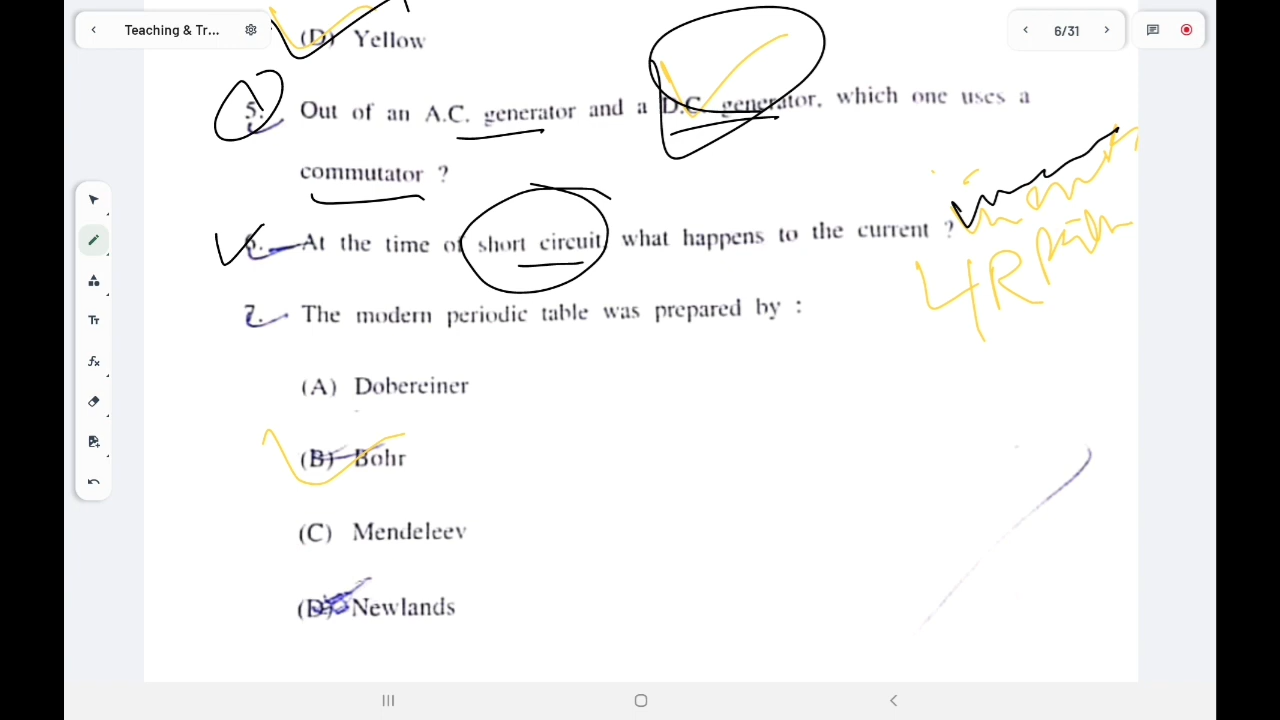 Teaching & Tr...
6/31
(D) Yellow
5. Out of an A.C. generator and a D.C. generator, which one uses a
commutator ?
6. At the time of short circuit, what happens to the current ?
7. The modern periodic table was prepared by :
(A) Dobereiner
(B) Bohr
(C) Mendeleev
(D) Newlands
Tr
fx